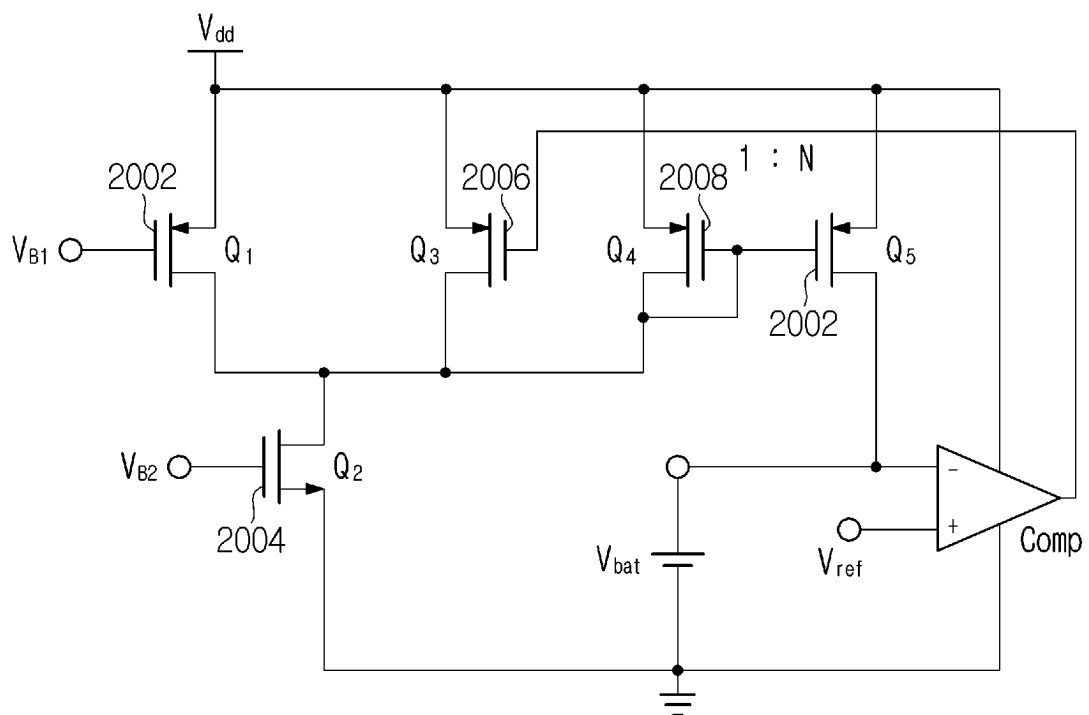 Vdd
1 : N
2002
2006
2008
VB1
Q1
Q3
Q4
Q5
2002
VB2
Q2
2004
Vbat
Vref
-
+
Comp